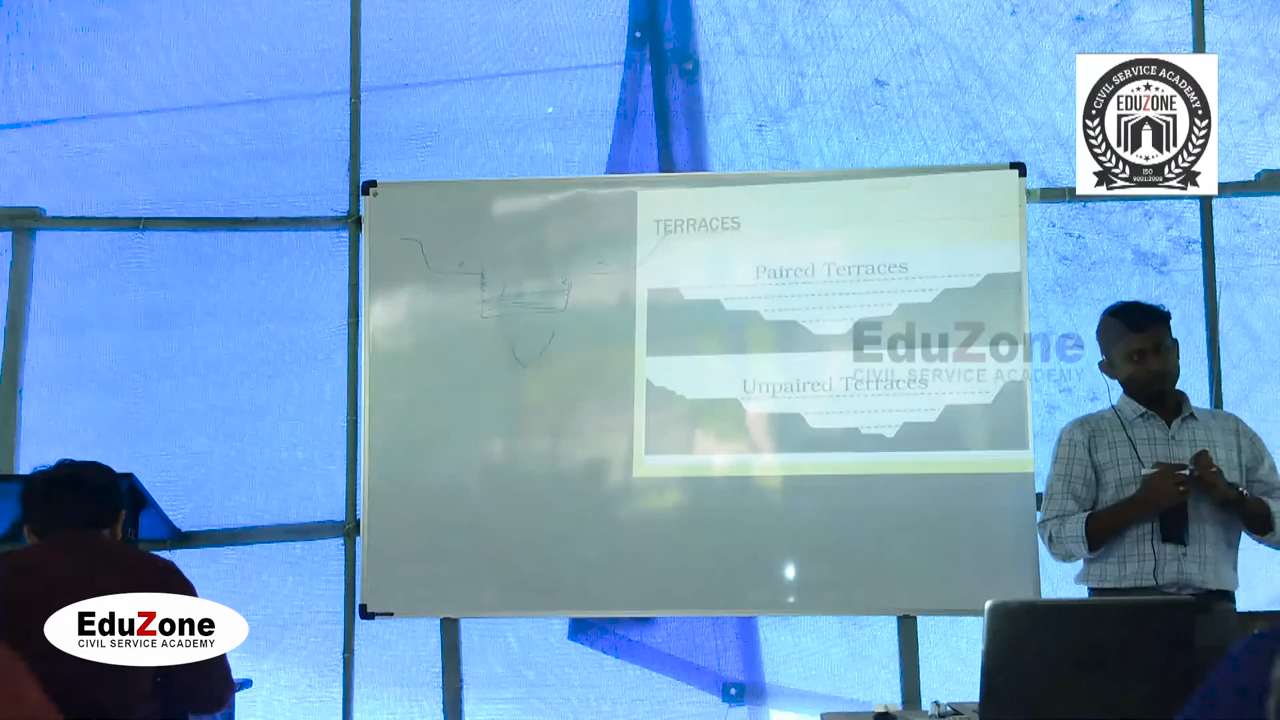 CIVIL SERVICE ACADEMY
EDUZONE
ISO
9001:2008
TERRACES
Paired Terraces
EduZone
CIVIL SERVICE ACADEMY
Unpaired Terraces
EduZone
CIVIL SERVICE ACADEMY